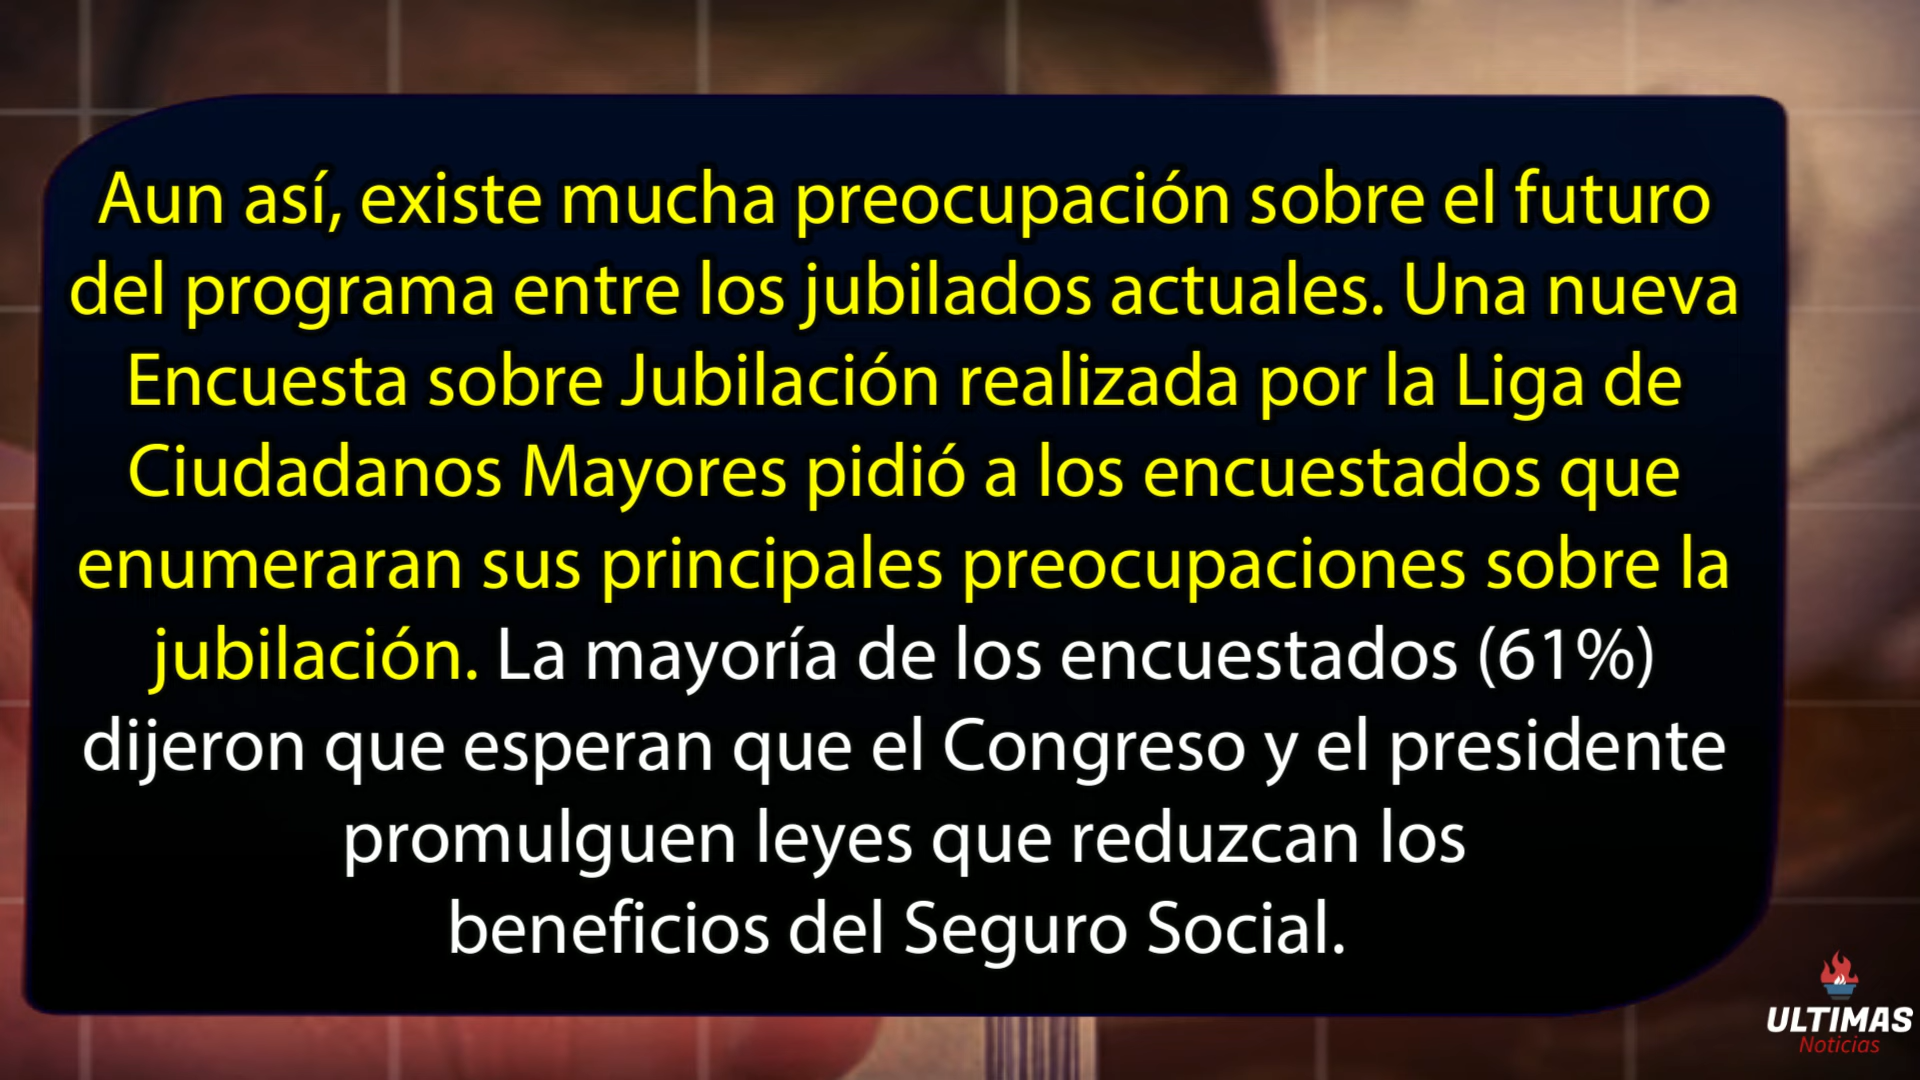 Aun así, existe mucha preocupación sobre el futuro
del programa entre los jubilados actuales. Una nueva
Encuesta sobre Jubilación realizada por la Liga de
Ciudadanos Mayores pidió a los encuestados que
enumeraran sus principales preocupaciones sobre la
jubilación. La mayoría de los encuestados (61%)
dijeron que esperan que el Congreso y el presidente
promulguen leyes que reduzcan los
beneficios del Seguro Social.
ULTIMAS
Noticias